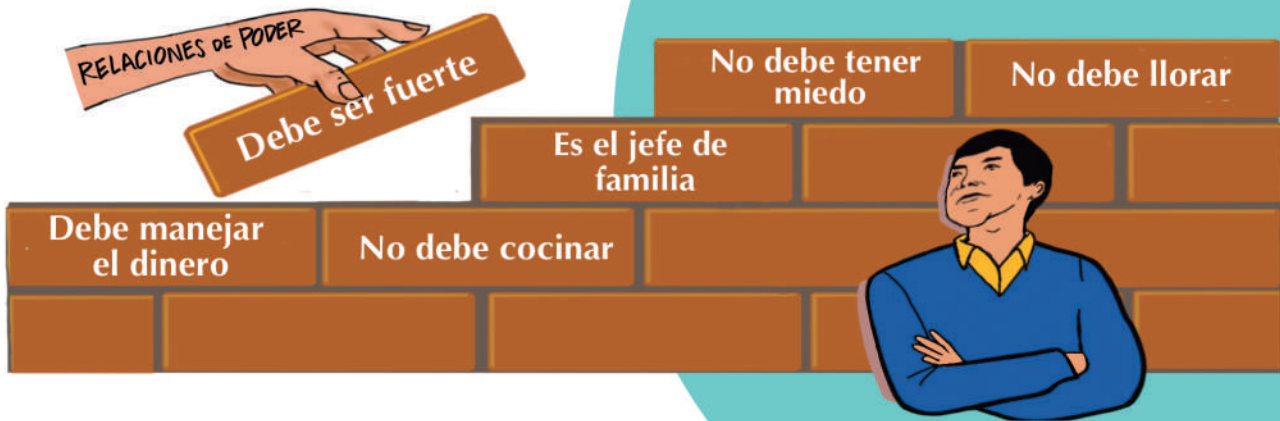 RELACIONES DE PODER
Debe ser fuerte
No debe tener
miedo
No debe llorar
Es el jefe de
familia
Debe manejar
el dinero
No debe cocinar